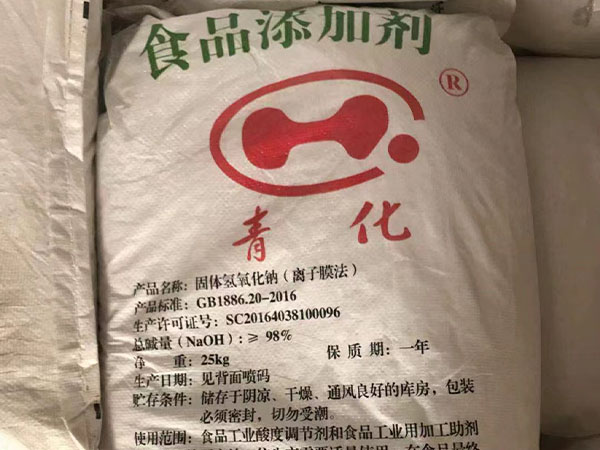 食品添加剂
®
青化
产品名称：固体氢氧化钠（离子膜法）
产品标准：GB1886.20-2016
生产许可证号：SC20164038100096
总碱量（NaOH）：≥98%
净 重：25kg 保质期：一年
生产日期：见背面喷码
贮存条件：储存于阴凉、干燥、通风良好的库房，包装
必须密封，切勿受潮。
使用范围：食品工业酸度调节剂和食品工业用加工助剂